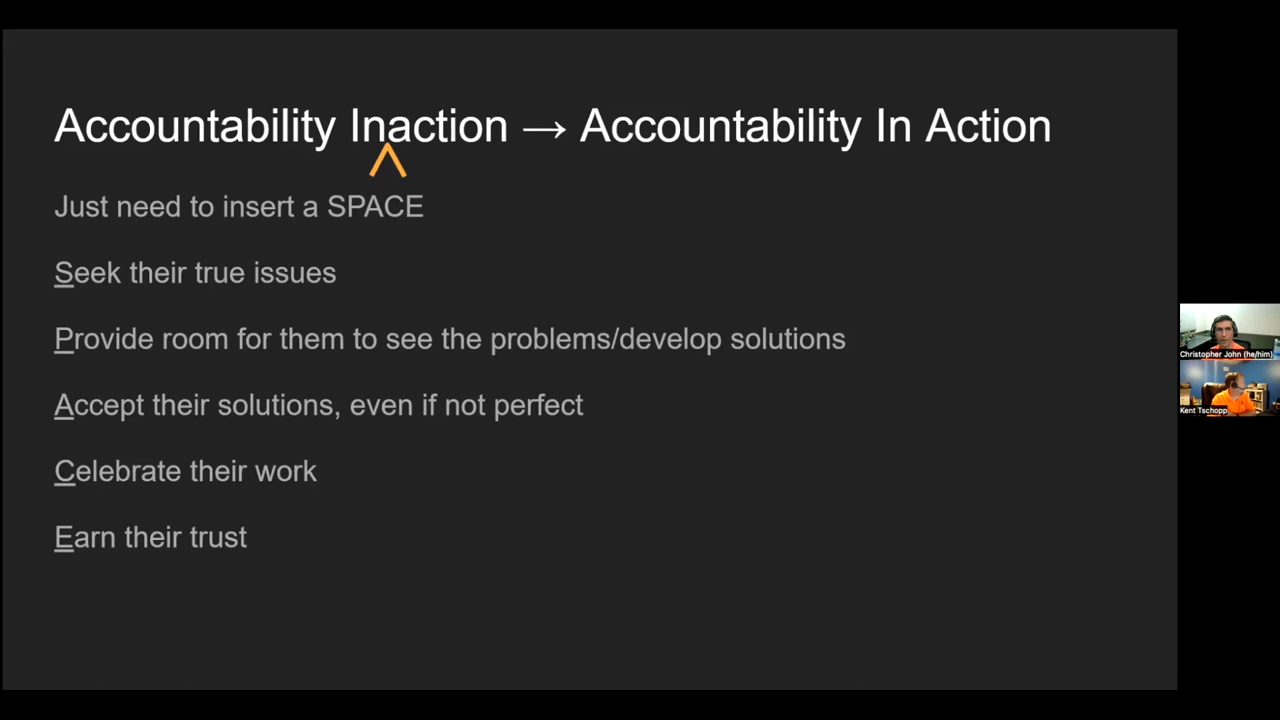 Accountability Inaction → Accountability In Action
Just need to insert a SPACE
Seek their true issues
Provide room for them to see the problems/develop solutions
Accept their solutions, even if not perfect
Celebrate their work
Earn their trust
Christopher John (he/him)
Kent Tschopp